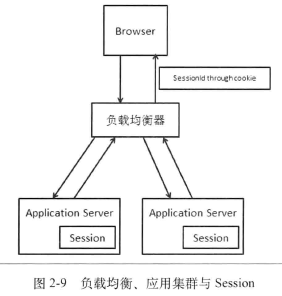 Browser
SessionId through cookie
负载均衡器
Application Server
Session
Application Server
Session
图 2-9 负载均衡、应用集群与 Session